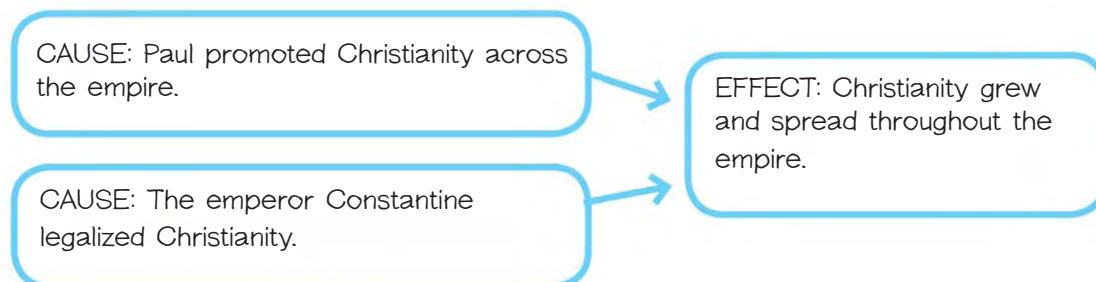 CAUSE: Paul promoted Christianity across
the empire.
CAUSE: The emperor Constantine
legalized Christianity.
EFFECT: Christianity grew
and spread throughout the
empire.